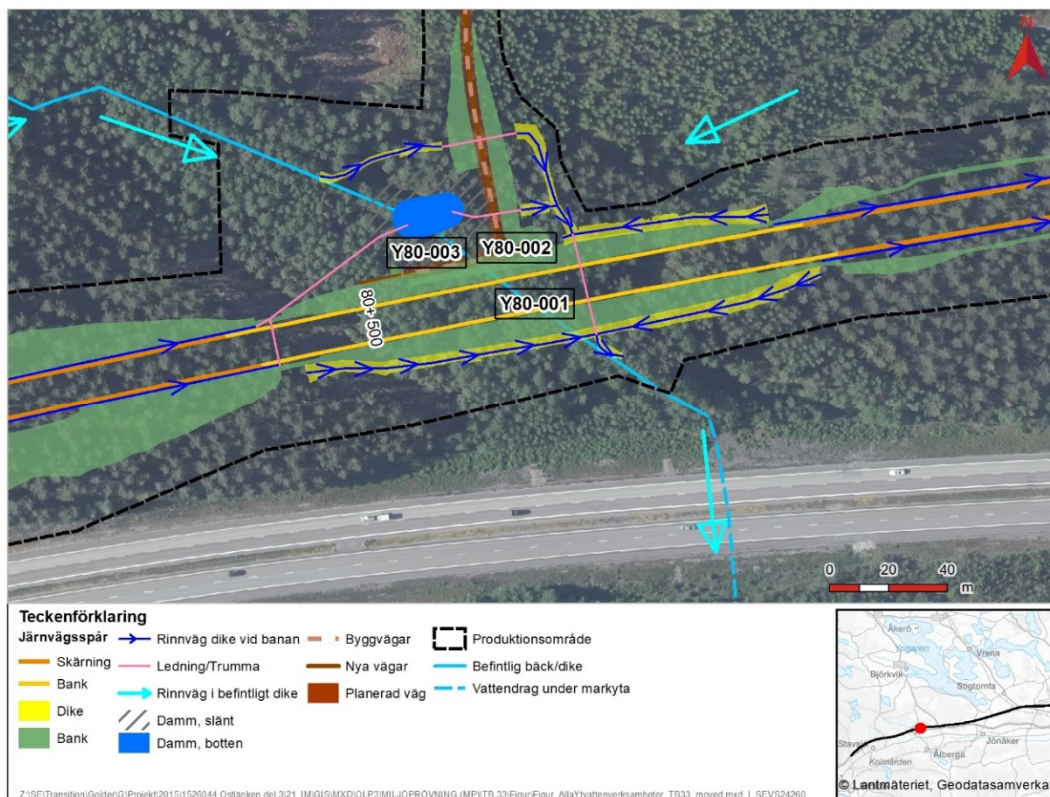 N
Y80-003
Y80-002
Y80-001
80+500
0 20 40
m
Teckenförklaring
Järnvägsspår
Skärning
Bank
Dike
Bank
Rinnväg dike vid banan
Ledning/Trumma
Rinnväg i befintligt dike
Damm, slänt
Damm, botten
Byggvägar
Nya vägar
Planerad väg
Produktionsområde
Befintlig bäck/dike
Vattendrag under markyta
Åkerö
Vrena
Björkvik
Stigtomta
Stavsjö
Jönåker
Kolmården
Ålberga
© Lantmäteriet, Geodatasamverka